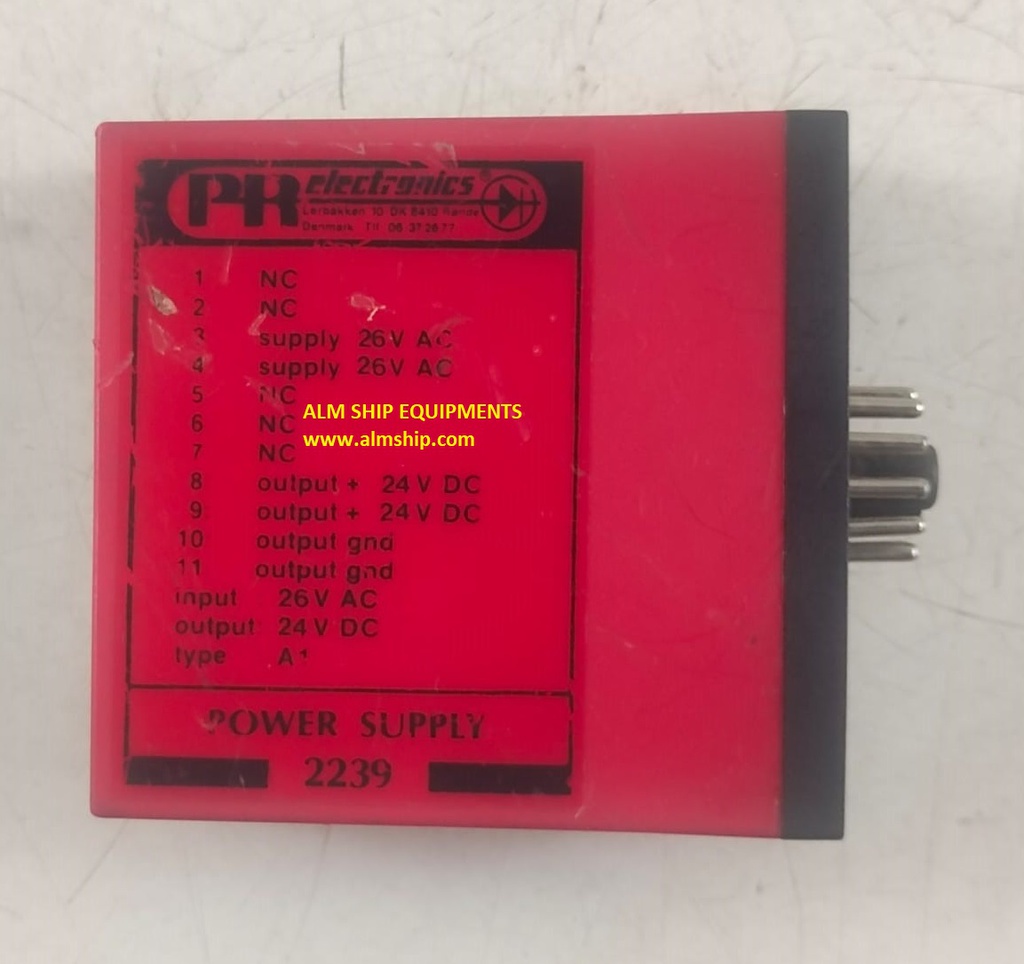 PR electronics®
Lerbakken 10 DK 8410 Rønde
Denmark Tlf 06 37 26 77
1 NC
2 NC
3 supply 26V AC
4 supply 26V AC
5 NC
6 NC
7 NC
8 output + 24V DC
9 output + 24V DC
10 output gnd
11 output gnd
input 26V AC
output 24V DC
type A1
POWER SUPPLY
2239
ALM SHIP EQUIPMENTS
www.almship.com